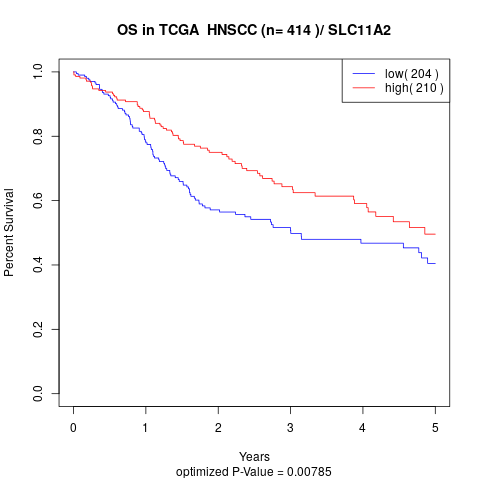 OS in TCGA  HNSCC (n= 414 )/ SLC11A2
low( 204 )
high( 210 )
Percent Survival
1.0
0.8
0.6
0.4
0.2
0.0
0 1 2 3 4 5
Years
optimized P-Value = 0.00785